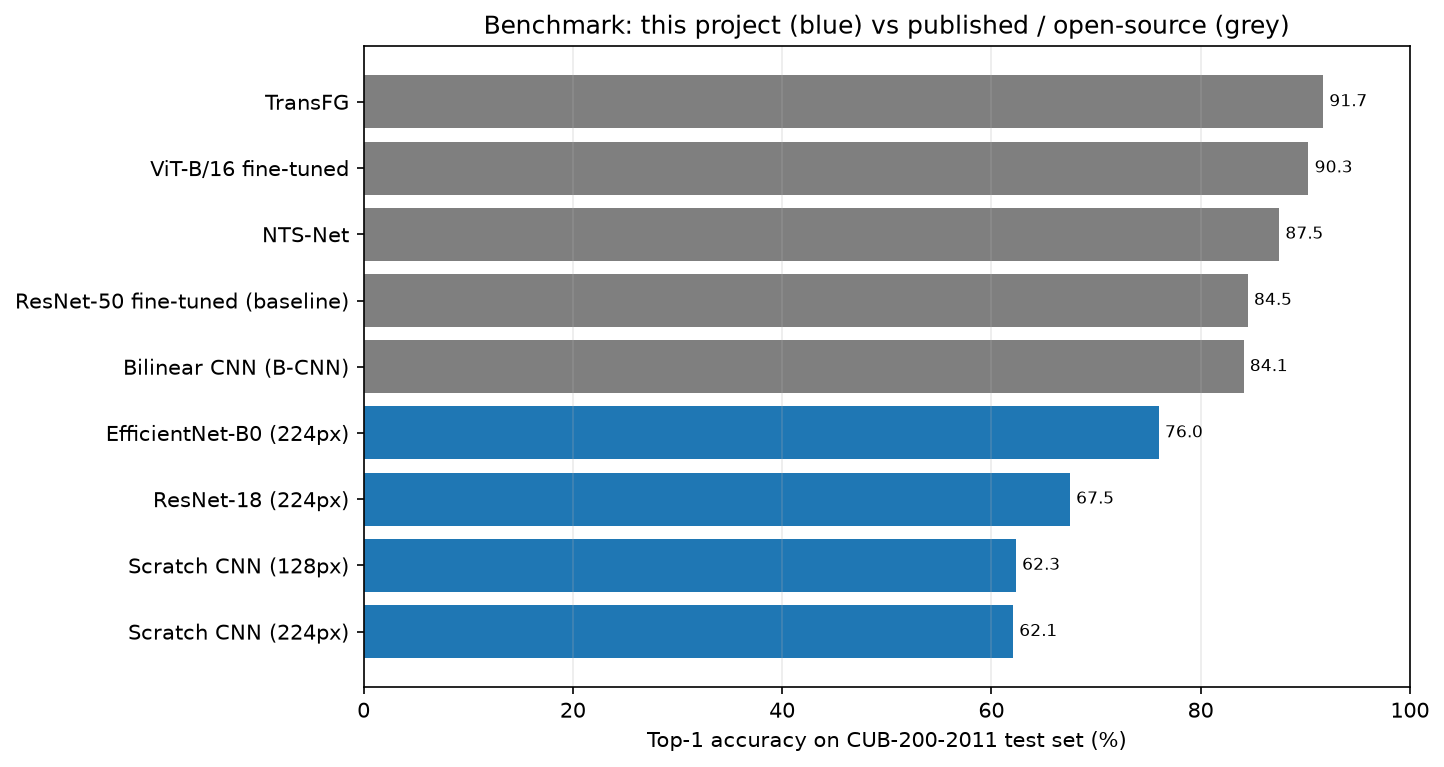 Benchmark: this project (blue) vs published / open-source (grey)
TransFG 91.7
ViT-B/16 fine-tuned 90.3
NTS-Net 87.5
ResNet-50 fine-tuned (baseline) 84.5
Bilinear CNN (B-CNN) 84.1
EfficientNet-B0 (224px) 76.0
ResNet-18 (224px) 67.5
Scratch CNN (128px) 62.3
Scratch CNN (224px) 62.1
0 20 40 60 80 100
Top-1 accuracy on CUB-200-2011 test set (%)